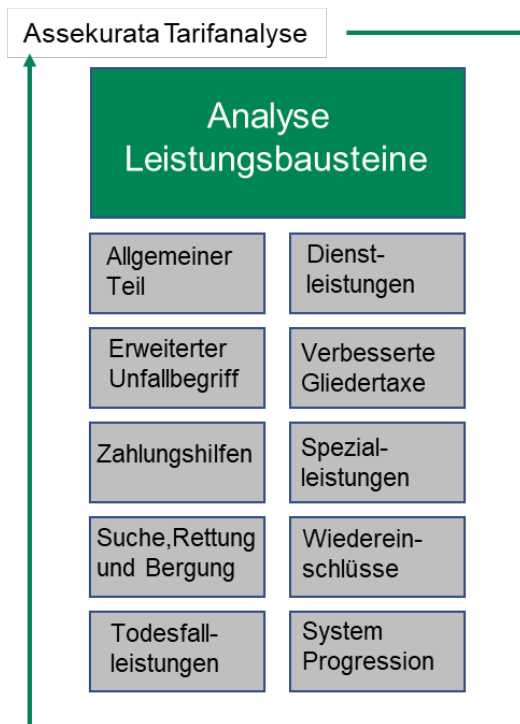 Assekurata Tarifanalyse
Analyse
Leistungsbausteine
Allgemeiner
Teil
Dienst-
leistungen
Erweiterter
Unfallbegriff
Verbesserte
Gliedertaxe
Zahlungshilfen
Spezial-
leistungen
Suche,Rettung
und Bergung
Wiederein-
schlüsse
Todesfall-
leistungen
System
Progression